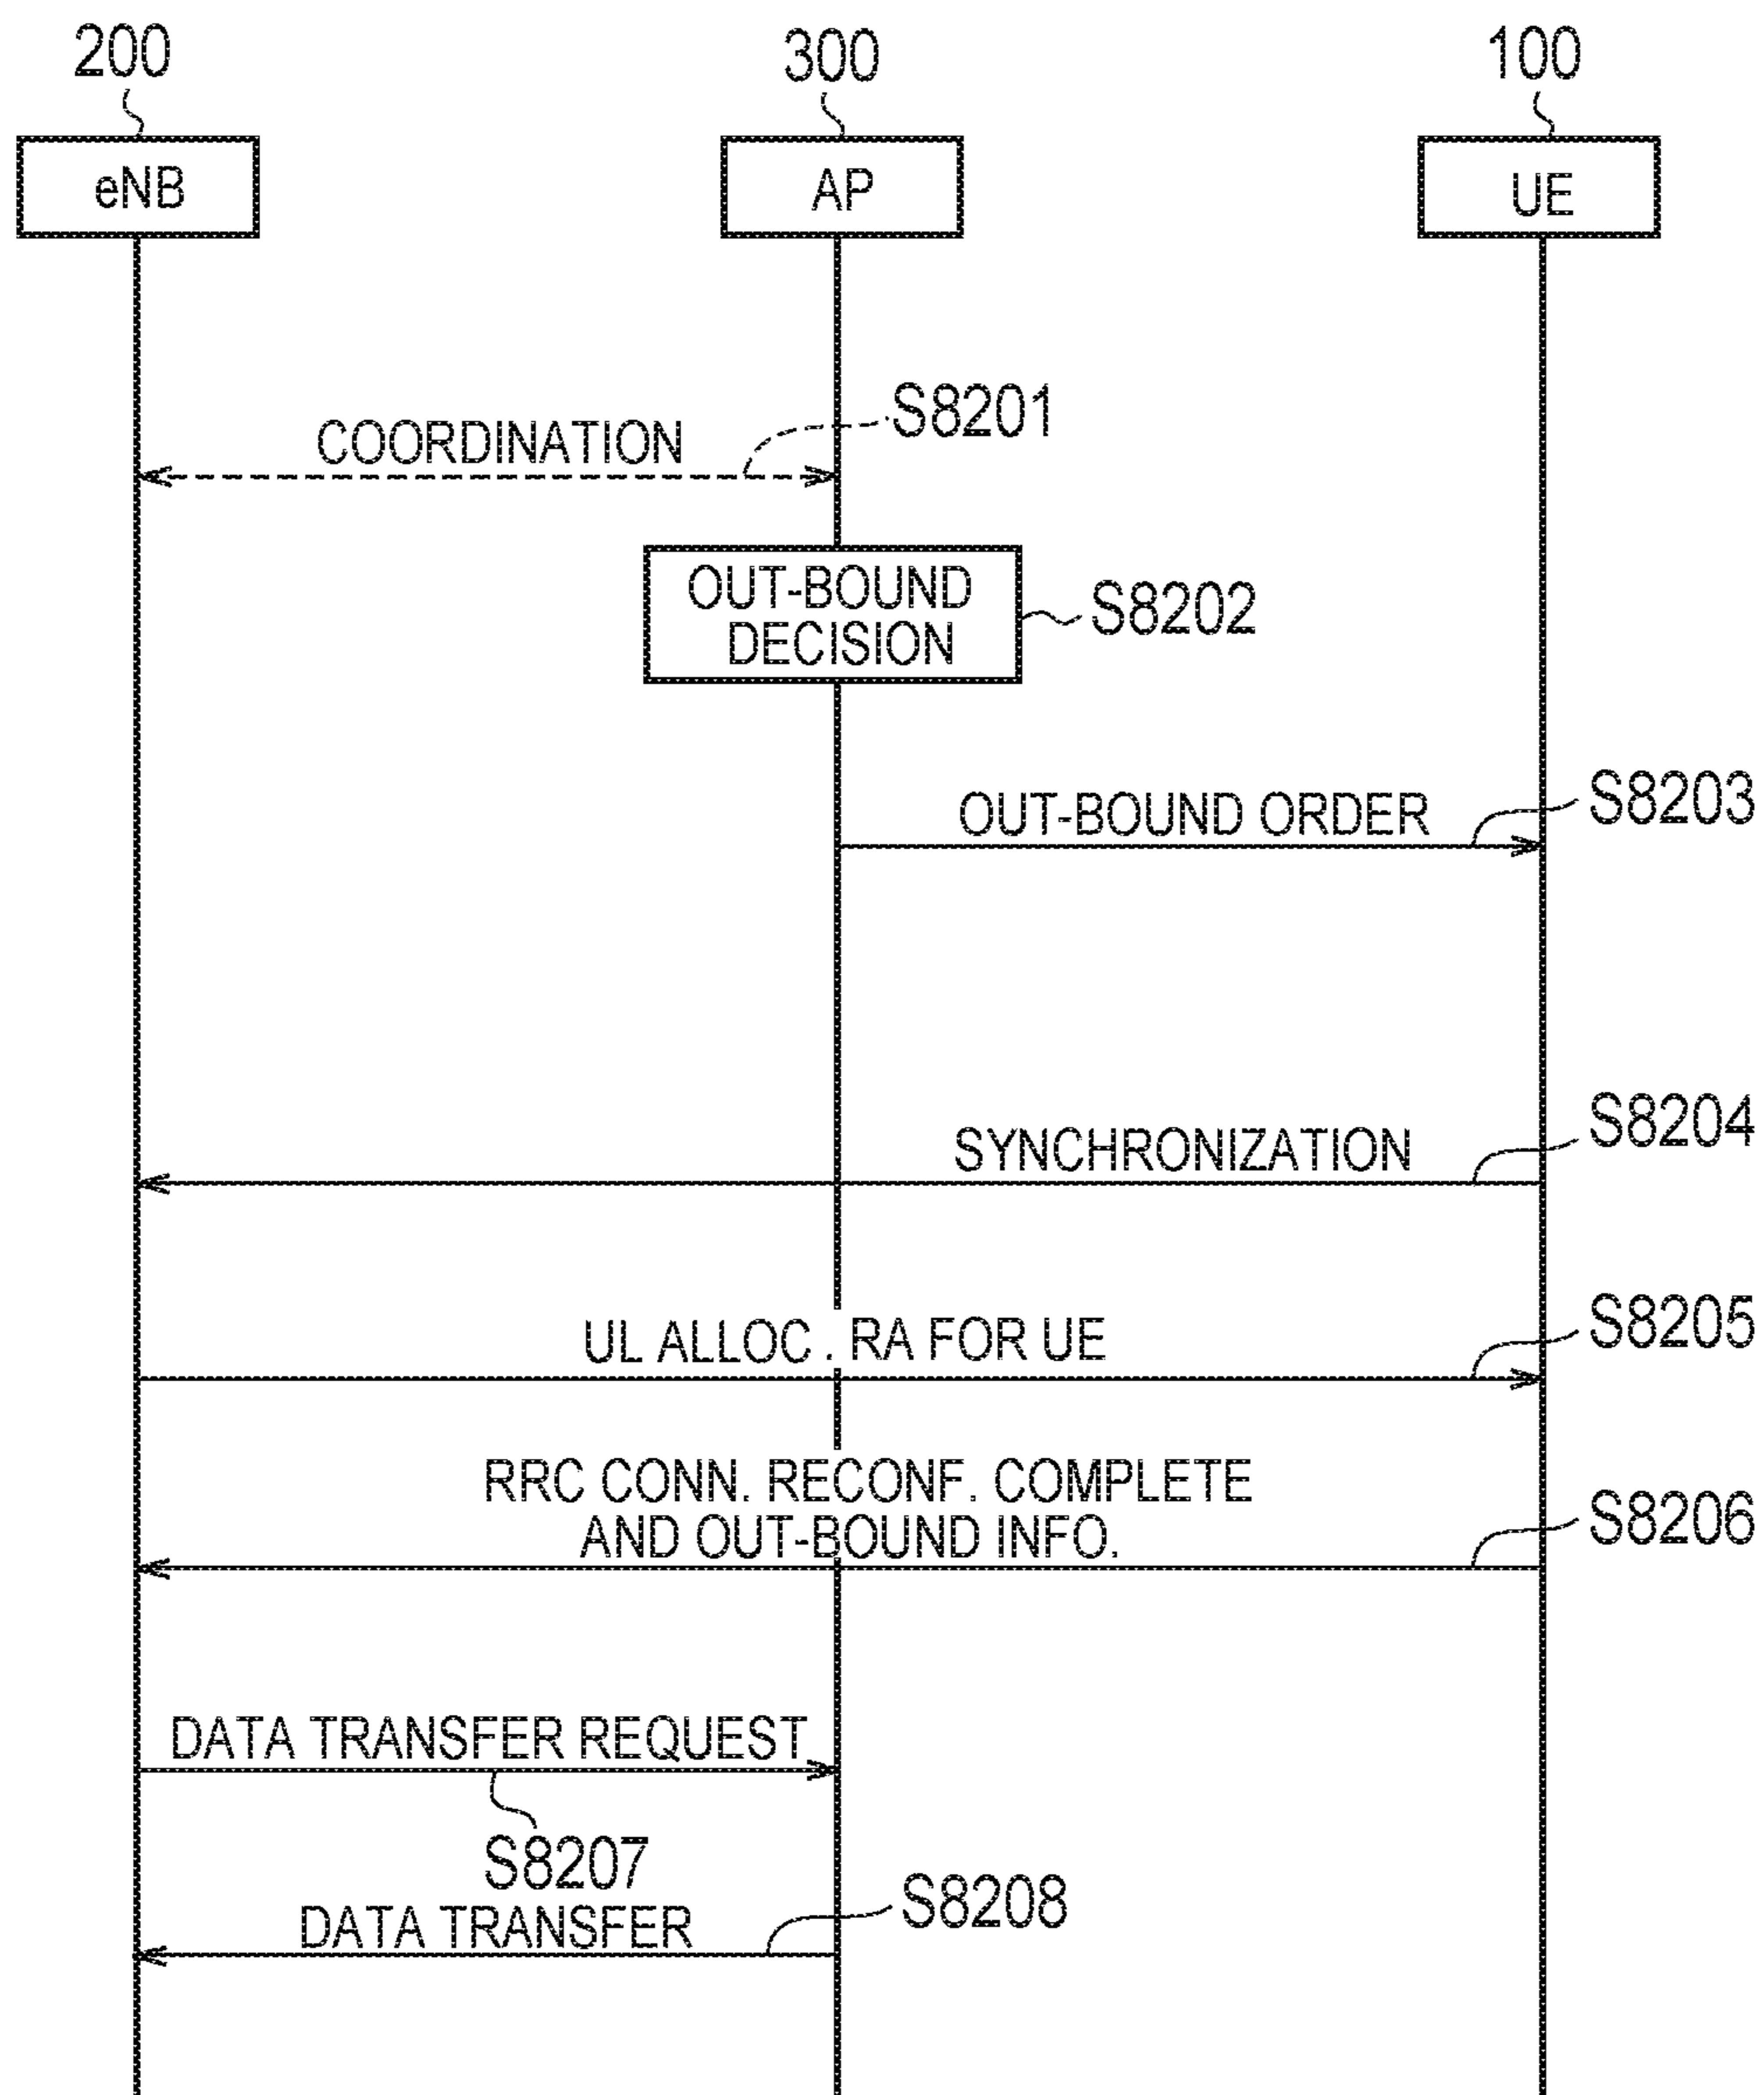 200
300
100
eNB
AP
UE
S8201
COORDINATION
OUT-BOUND
DECISION
S8202
S8203
OUT-BOUND ORDER
S8204
SYNCHRONIZATION
S8205
UL ALLOC . RA FOR UE
RRC CONN. RECONF. COMPLETE
AND OUT-BOUND INFO.
S8206
DATA TRANSFER REQUEST
S8207
S8208
DATA TRANSFER